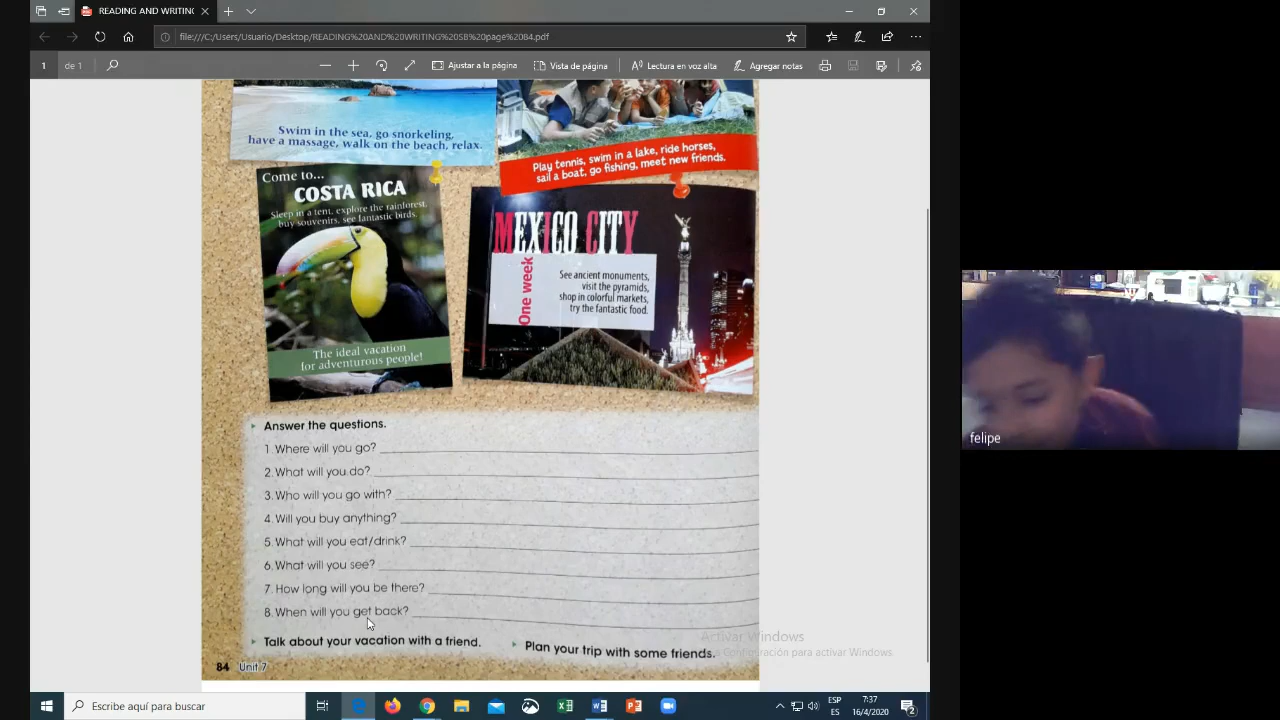 READING AND WRITING
file:///C:/Users/Usuario/Desktop/READING%20AND%20WRITING%20SB%20page%2084.pdf
1 de 1
Ajustar a la página
Vista de página
Lectura en voz alta
Agregar notas
Swim in the sea, go snorkeling,
have a massage, walk on the beach, relax.
Play tennis, swim in a lake, ride horses,
sail a boat, go fishing, meet new friends.
Come to...
COSTA RICA
Sleep in a tent, explore the rainforest,
buy souvenirs, see fantastic birds.
The ideal vacation
for adventurous people!
MEXICO CITY
One week
See ancient monuments,
visit the pyramids,
shop in colorful markets,
try the fantastic food.
Answer the questions.
1. Where will you go?
2. What will you do?
3. Who will you go with?
4. Will you buy anything?
5. What will you eat/drink?
6. What will you see?
7. How long will you be there?
8. When will you get back?
Talk about your vacation with a friend.
Plan your trip with some friends.
84 Unit 7
Activar Windows
Configuración para activar Windows.
felipe
Escribe aquí para buscar
ESP
ES
7:37
16/4/2020
2